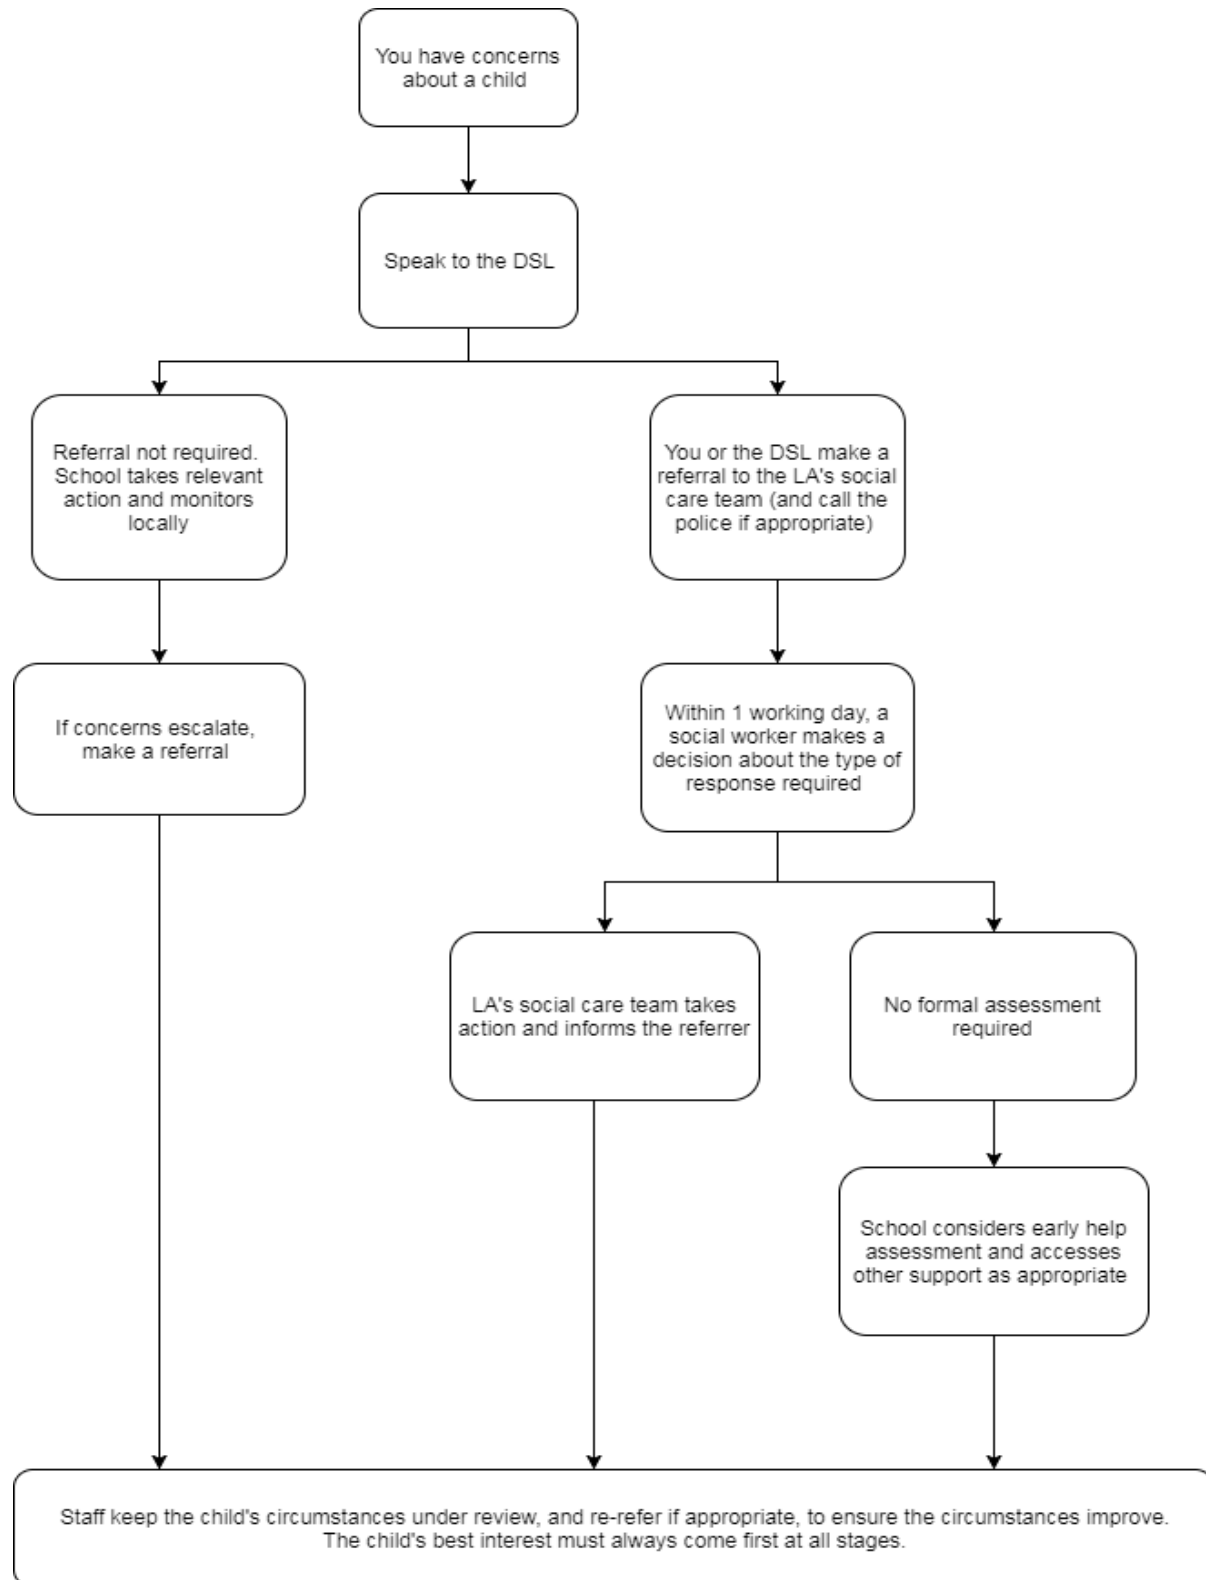 You have concerns
about a child
Speak to the DSL
Referral not required.
School takes relevant
action and monitors
locally
You or the DSL make a
referral to the LA's social
care team (and call the
police if appropriate)
If concerns escalate,
make a referral
Within 1 working day, a
social worker makes a
decision about the type of
response required
LA's social care team takes
action and informs the referrer
No formal assessment
required
School considers early help
assessment and accesses
other support as appropriate
Staff keep the child's circumstances under review, and re-refer if appropriate, to ensure the circumstances improve.
The child's best interest must always come first at all stages.